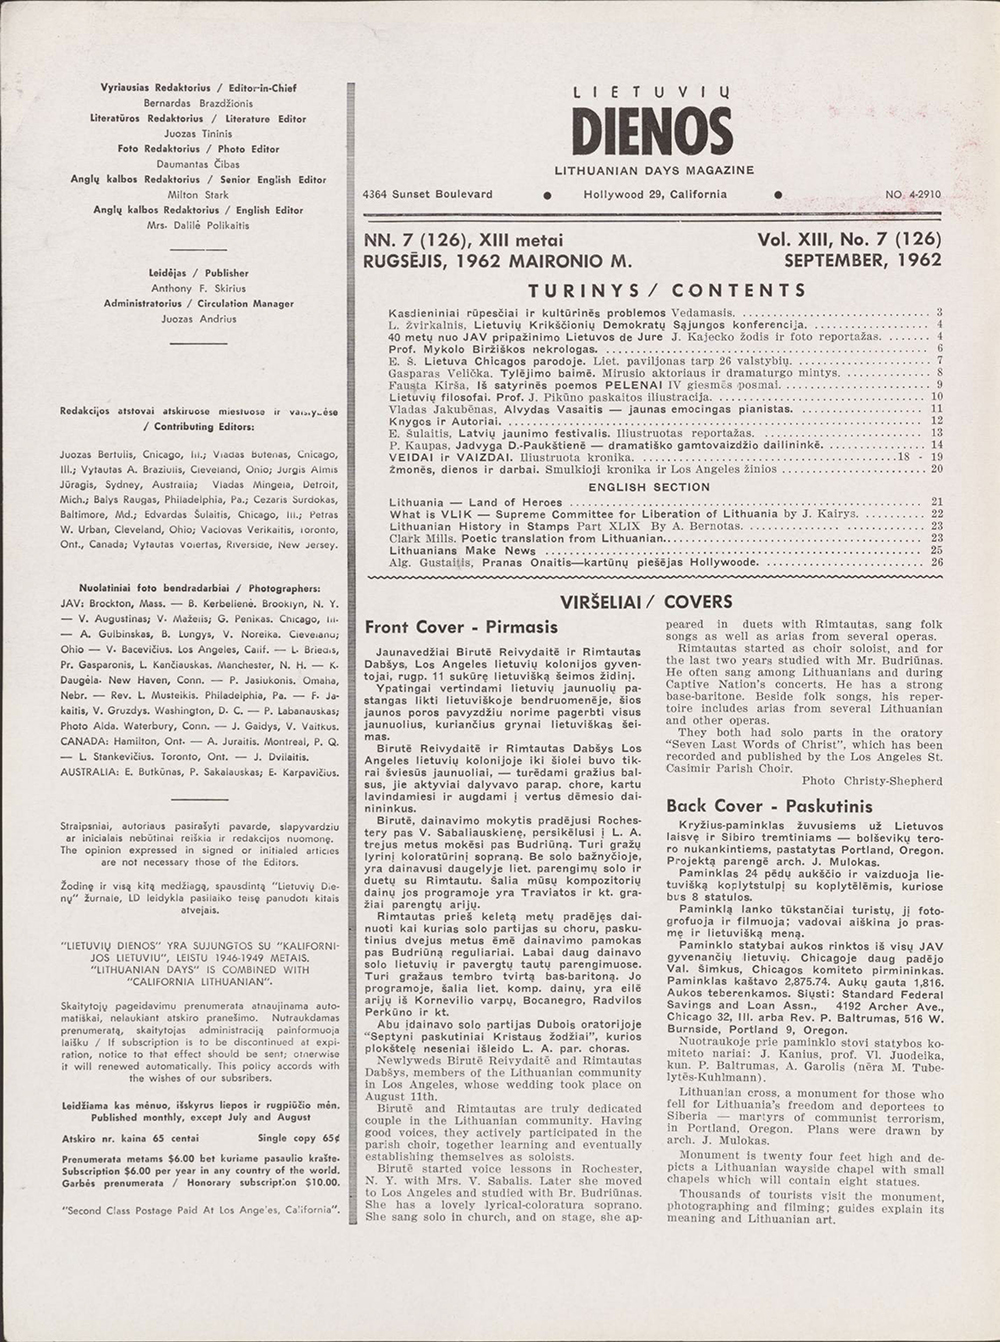 Vyriausias Redaktorius / Editor-in-Chief
Bernardas Brazdžionis
Literatūros Redaktorius / Literature Editor
Juozas Tininis
Foto Redaktorius / Photo Editor
Daumantas Čibas
Anglų kalbos Redaktorius / Senior English Editor
Milton Stark
Anglų kalbos Redaktorius / English Editor
Mrs. Dalilė Polikaitis
Leidėjas / Publisher
Anthony F. Skirius
Administratorius / Circulation Manager
Juozas Andrius
Redakcijos atstovai atskiruose miestuose ir
/ Contributing Editors:
Juozas Bertulis, Chicago, Ill.; Vladas Butėnas, Chicago,
Ill.; Vytautas A. Braziulis, Cleveland, Ohio; Jurgis Almis
Jūragis, Sydney, Australia; Vladas Mingėla, Detroit,
Mich.; Balys Raugas, Philadelphia, Pa.; Cezaris Surdokas,
Baltimore, Md.; Edvardas Šulaitis, Chicago, Ill.; Petras
W. Urban, Cleveland, Ohio; Vaclovas Verikaitis, Toronto,
Ont., Canada; Vytautas Volertas, Riverside, New Jersey.
Nuolatiniai foto bendradarbiai / Photographers:
JAV: Brockton, Mass. — B. Kerbelienė. Brooklyn, N. Y.
— V. Augustinas; V. Maželis; G. Penikas. Chicago, Ill.
— A. Gulbinskas, B. Lungys, V. Noreika. Cleveland,
Ohio — V. Bacevičius. Los Angeles, Calif. — L. Briedis,
Pr. Gasparonis, L. Kančiauskas. Manchester, N. H. — K.
Daugėla. New Haven, Conn. — P. Jasiukonis. Omaha,
Nebr. — Rev. L. Musteikis. Philadelphia, Pa. — F. Ja-
kaitis, V. Gruzdys. Washington, D. C. — P. Labanauskas;
Photo Alda. Waterbury, Conn. — J. Gaidys, V. Vaitkus.
CANADA: Hamilton, Ont. — A. Juraitis. Montreal, P. Q.
— L. Stankevičius. Toronto, Ont. — J. Dvilaitis.
AUSTRALIA: E. Butkūnas, P. Sakalauskas; E. Karpavičius.
Straipsniai, autoriaus pasirašyti pavarde, slapyvardžiu
ar inicialais nebūtinai reiškia ir redakcijos nuomonę.
The opinion expressed in signed or initialed articles
are not necessary those of the Editors.
Žodinę ir visą kitą medžiagą, spausdintą "Lietuvių Die-
nų" žurnale, LD leidykla pasilaiko teisę panudoti kitais
atvejais.
"LIETUVIŲ DIENOS" YRA SUJUNGTOS SU "KALIFORNI-
JOS LIETUVIU", LEISTU 1946-1949 METAIS.
"LITHUANIAN DAYS" IS COMBINED WITH
"CALIFORNIA LITHUANIAN".
Skaitytojų pageidavimu prenumerata atnaujinama auto-
matiškai, nelaukiant atskiro pranešimo. Nutraukdamas
prenumeratą, skaitytojas administraciją painformuoja
laišku / If subscription is to be discontinued at expi-
ration, notice to that effect should be sent; otherwise
it will renewed automatically. This policy accords with
the wishes of our subsribers.
Leidžiama kas mėnuo, išskyrus liepos ir rugpiūčio mėn.
Published monthly, except July and August
Atskiro nr. kaina 65 centai Single copy 65¢
Prenumerata metams $6.00 bet kuriame pasaulio krašte.
Subscription $6.00 per year in any country of the world.
Garbės prenumerata / Honorary subscription $10.00.
"Second Class Postage Paid At Los Angeles, California".
LIETUVIŲ
DIENOS
LITHUANIAN DAYS MAGAZINE
4364 Sunset Boulevard ● Hollywood 29, California ● NO. 4-2910
NN. 7 (126), XIII metai Vol. XIII, No. 7 (126)
RUGSĖJIS, 1962 MAIRONIO M. SEPTEMBER, 1962
TURINYS / CONTENTS
Kasdieniniai rūpesčiai ir kultūrinės problemos Vedamasis. 3
L. Žvirkalnis, Lietuvių Krikščionių Demokratų Sąjungos konferencija. 4
40 metų nuo JAV pripažinimo Lietuvos de Jure J. Kajecko žodis ir foto reportažas. 4
Prof. Mykolo Biržiškos nekrologas. 6
E. Š. Lietuva Chicagos parodoje. Liet. paviljonas tarp 26 valstybių. 7
Gasparas Velička. Tylėjimo baimė. Mirusio aktoriaus ir dramaturgo mintys. 8
Fausta Kirša, Iš satyrinės poemos PELENAI IV giesmės posmai. 9
Lietuvių filosofai. Prof. J. Pikūno paskaitos iliustracija. 10
Vladas Jakubėnas, Alvydas Vasaitis — jaunas emocingas pianistas. 11
Knygos ir Autoriai. 12
E. Šulaitis, Latvių jaunimo festivalis. Iliustruotas reportažas. 13
P. Kaupas, Jadvyga D.-Paukštienė — dramatiško gamtovaizdžio dailininkė. 14
VEIDAI ir VAIZDAI. Iliustruota kronika. 18 - 19
Žmonės, dienos ir darbai. Smulkioji kronika ir Los Angeles žinios 20
ENGLISH SECTION
Lithuania — Land of Heroes 21
What is VLIK — Supreme Committee for Liberation of Lithuania by J. Kairys. 22
Lithuanian History in Stamps Part XLIX By A. Bernotas. 23
Clark Mills. Poetic translation from Lithuanian. 23
Lithuanians Make News 25
Alg. Gustaitis, Pranas Onaitis—kartūnų piešėjas Hollywoode. 26
VIRŠELIAI / COVERS
Front Cover - Pirmasis
Jaunavedžiai Birutė Reivydaitė ir Rimtautas
Dabšys, Los Angeles lietuvių kolonijos gyven-
tojai, rugp. 11 sukūrę lietuvišką šeimos židinį.
Ypatingai vertindami lietuvių jaunuolių pa-
stangas likti lietuviškoje bendruomenėje, šios
jaunos poros pavyzdžiu norime pagerbti visus
jaunuolius, kuriančius grynai lietuviškas šei-
mas.
Birutė Reivydaitė ir Rimtautas Dabšys Los
Angeles lietuvių kolonijoje iki šiolei buvo tik-
rai šviesūs jaunuoliai, — turėdami gražius bal-
sus, jie aktyviai dalyvavo parap. chore, kartu
lavindamiesi ir augdami į vertus dėmesio dai-
nininkus.
Birutė, dainavimo mokytis pradėjusi Roches-
tery pas V. Sabaliauskienę, persikėlusi į L. A.
trejus metus mokėsi pas Budriūną. Turi gražų
lyrinį koloratūrinį sopraną. Be solo bažnyčioje,
yra dainavusi daugelyje liet. parengimų solo ir
duetų su Rimtautu. Šalia mūsų kompozitorių
dainų jos programoje yra Traviatos ir kt. gra-
žiai parengtų arijų.
Rimtautas prieš keletą metų pradėjęs dai-
nuoti kai kurias solo partijas su choru, pasku-
tinius dvejus metus ėmė dainavimo pamokas
pas Budriūną reguliariai. Labai daug dainavo
solo lietuvių ir pavergtų tautų parengimuose.
Turi gražaus tembro tvirtą bas-baritoną. Jo
programoje, šalia liet. komp. dainų, yra eilė
arijų iš Kornevilio varpų, Bocanegro, Radvilos
Perkūno ir kt.
Abu įdainavo solo partijas Dubois oratorijoje
"Septyni paskutiniai Kristaus žodžiai", kurios
plokštelę neseniai išleido L. A. par. choras.
Newlyweds Birutė Reivydaitė and Rimtautas
Dabšys, members of the Lithuanian community
in Los Angeles, whose wedding took place on
August 11th.
Birutė and Rimtautas are truly dedicated
couple in the Lithuanian community. Having
good voices, they actively participated in the
parish choir, together learning and eventually
establishing themselves as soloists.
Birutė started voice lessons in Rochester,
N. Y. with Mrs. V. Sabalis. Later she moved
to Los Angeles and studied with Br. Budriūnas.
She has a lovely lyrical-coloratura soprano.
She sang solo in church, and on stage, she ap-
peared in duets with Rimtautas, sang folk
songs as well as arias from several operas.
Rimtautas started as choir soloist, and for
the last two years studied with Mr. Budriūnas.
He often sang among Lithuanians and during
Captive Nation's concerts. He has a strong
base-baritone. Beside folk songs, his reper-
toire includes arias from several Lithuanian
and other operas.
They both had solo parts in the oratory
"Seven Last Words of Christ", which has been
recorded and published by the Los Angeles St.
Casimir Parish Choir.
Photo Christy-Shepherd
Back Cover - Paskutinis
Kryžius-paminklas žuvusiems už Lietuvos
laisvę ir Sibiro tremtiniams — bolševikų tero-
ro nukankintiems, pastatytas Portland, Oregon.
Projektą parengė arch. J. Mulokas.
Paminklas 24 pėdų aukščio ir vaizduoja lie-
tuvišką koplytstulpį su koplytėlėmis, kuriose
bus 8 statulos.
Paminklą lanko tūkstančiai turistų, jį foto-
grofuoja ir filmuoja; vadovai aiškina jo pras-
mę ir lietuvišką meną.
Paminklo statybai aukos rinktos iš visų JAV
gyvenančių lietuvių. Chicagoje daug padėjo
Val. Šimkus, Chicagos komiteto pirmininkas.
Paminklas kaštavo 2,875.74. Aukų gauta 1,816.
Aukos teberenkamos. Siųsti: Standard Federal
Savings and Loan Assn., 4192 Archer Ave.,
Chicago 32, Ill. arba Rev. P. Baltrumas, 516 W.
Burnside, Portland 9, Oregon.
Nuotraukoje prie paminklo stovi statybos ko-
miteto nariai: J. Kanius, prof. Vl. Juodeika,
kun. P. Baltrumas, A. Garolis (nėra M. Tube-
lytės-Kuhlmann).
Lithuanian cross, a monument for those who
fell for Lithuania's freedom and deportees to
Siberia — martyrs of communist terrorism,
in Portland, Oregon. Plans were drawn by
arch. J. Mulokas.
Monument is twenty four feet high and de-
picts a Lithuanian wayside chapel with small
chapels which will contain eight statues.
Thousands of tourists visit the monument,
photographing and filming; guides explain its
meaning and Lithuanian art.